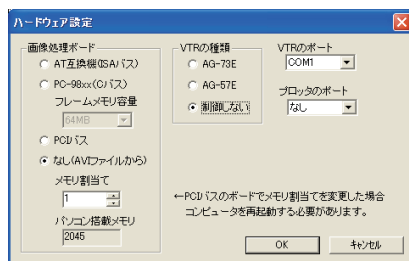 ハードウェア設定
画像処理ボード
AT互換機(ISAバス)
PC-98xx(Cバス)
フレームメモリ容量
64MB
PCIバス
なし(AVIファイルから)
メモリ割当て
1
パソコン搭載メモリ
2045
VTRの種類
AG-73E
AG-57E
制御しない
VTRのポート
COM1
プロッタのポート
なし
←PCIバスのボードでメモリ割当てを変更した場合
コンピュータを再起動する必要があります。
OK
キャンセル